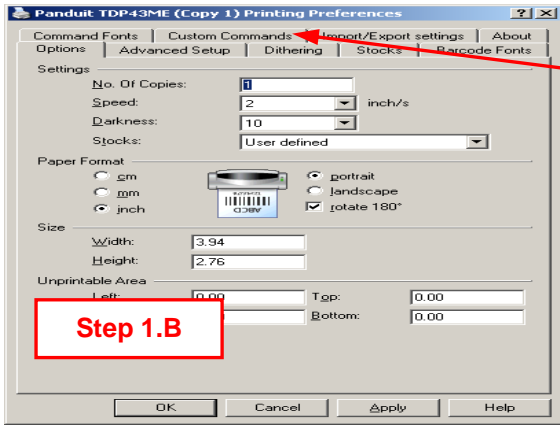 Panduit TDP43ME (Copy 1) Printing Preferences
Command Fonts Custom Commands Import/Export settings About
Options Advanced Setup Dithering Stocks Barcode Fonts
Settings
No. Of Copies: 1
Speed: 2 inch/s
Darkness: 10
Stocks: User defined
Paper Format
cm portrait
mm landscape
inch ABCD rotate 180°
Size
Width: 3.94
Height: 2.76
Unprintable Area
Left: 0.00 Top: 0.00
Bottom: 0.00
Step 1.B
OK Cancel Apply Help